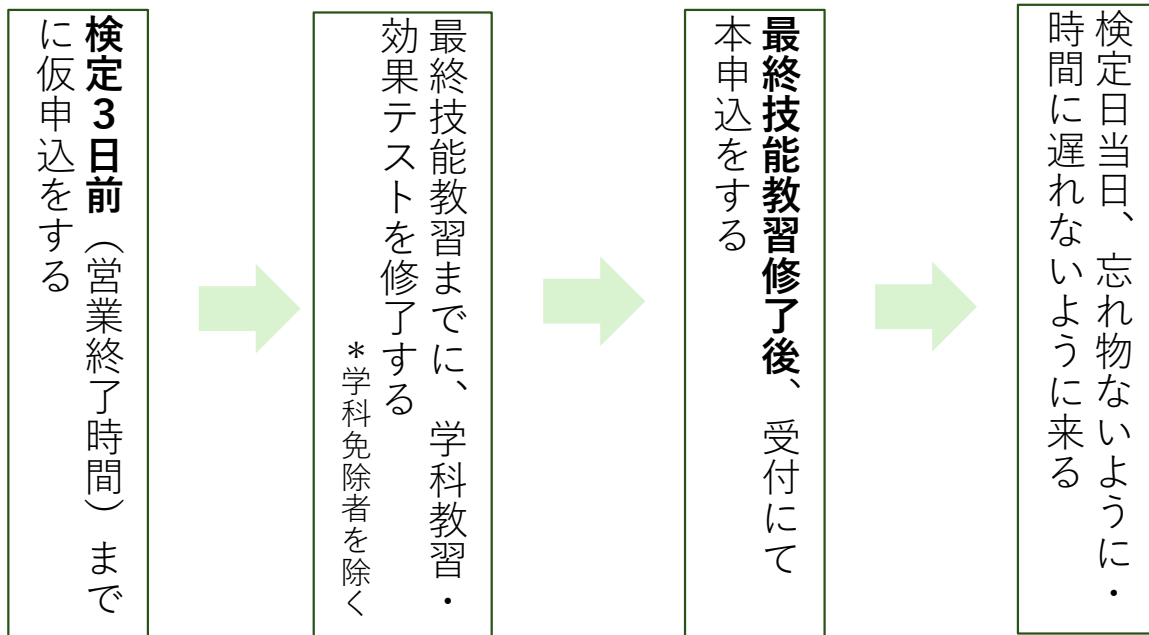 検定３日前（営業終了時間）まで
に仮申込をする
最終技能教習までに、学科教習・
効果テストを修了する
＊学科免除者を除く
最終技能教習修了後、受付にて
本申込をする
検定日当日、忘れ物ないように・
時間に遅れないように来る